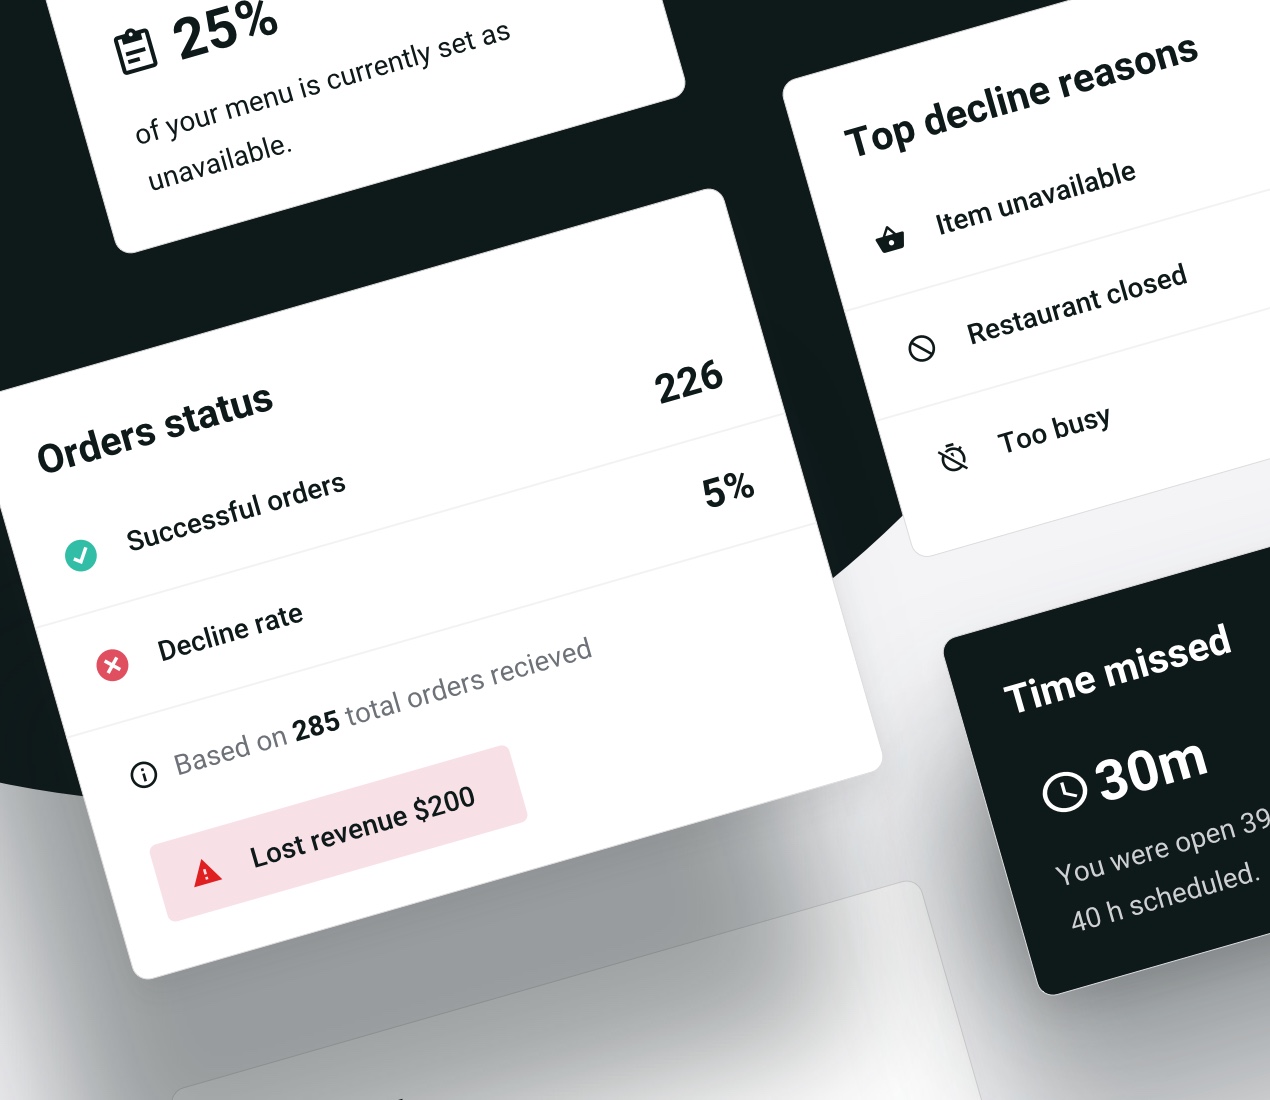 25%
of your menu is currently set as
unavailable.
Orders status
Successful orders
226
Decline rate
5%
Based on 285 total orders recieved
Lost revenue $200
Top decline reasons
Item unavailable
Restaurant closed
Too busy
Time missed
30m
You were open 39
40 h scheduled.